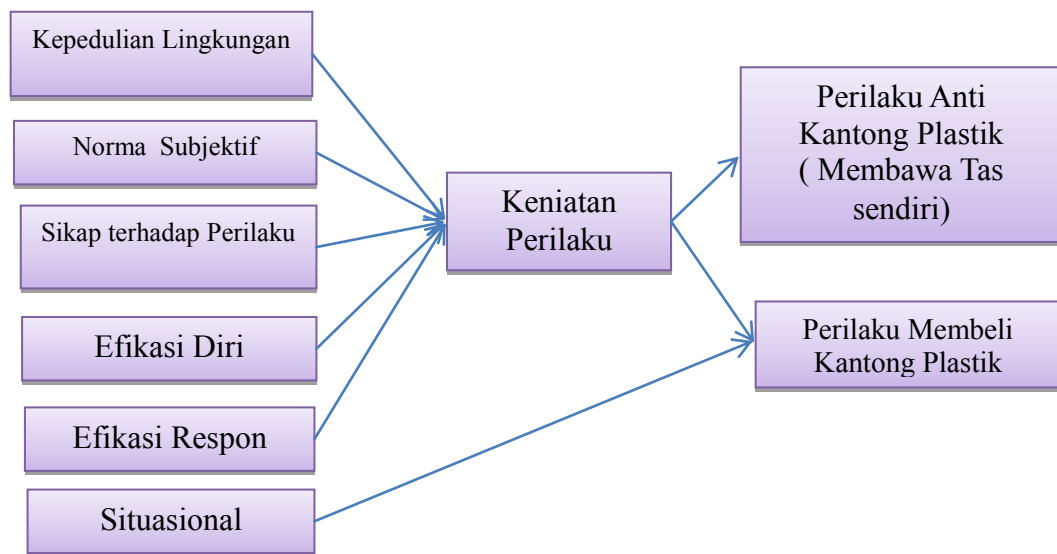 Kepedulian Lingkungan
Norma Subjektif
Sikap terhadap Perilaku
Efikasi Diri
Efikasi Respon
Situasional
Keniatan
Perilaku
Perilaku Anti
Kantong Plastik
( Membawa Tas
sendiri)
Perilaku Membeli
Kantong Plastik